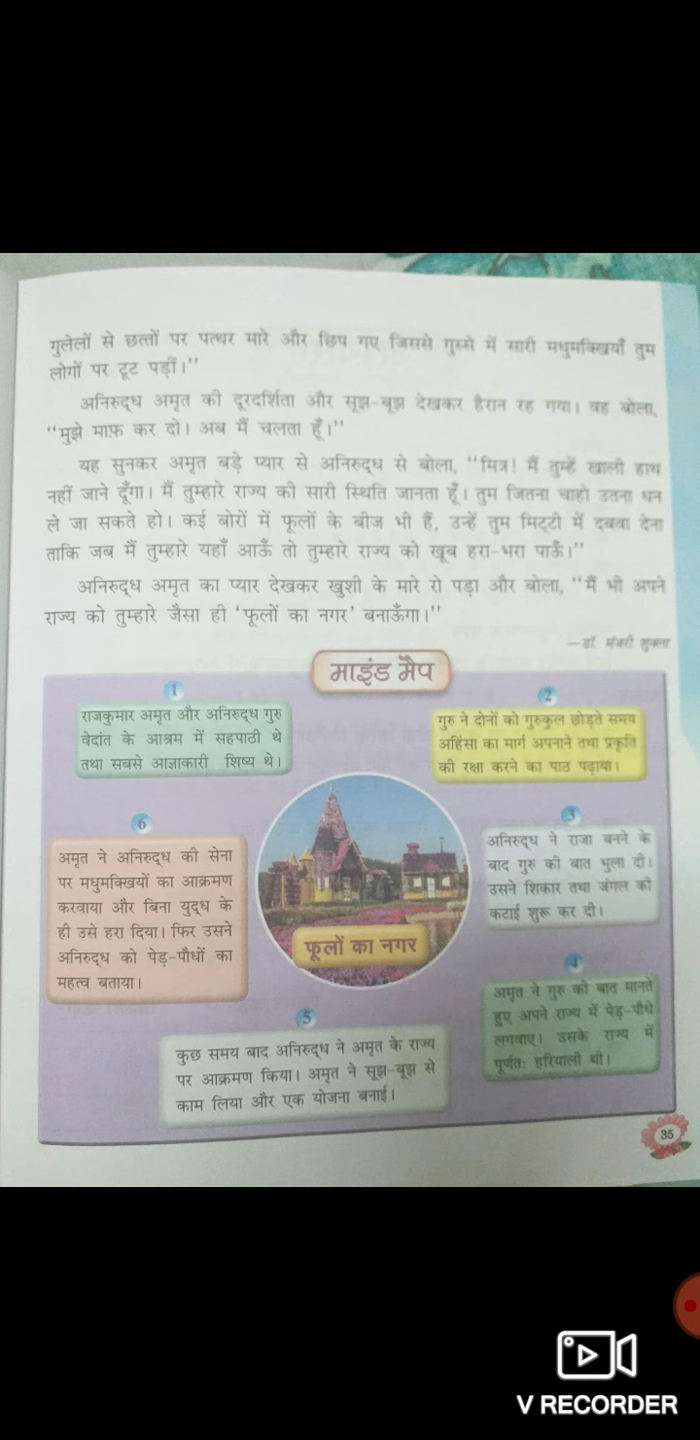 गुलेलों से छत्तों पर पत्थर मारे और छिप गए जिससे गुस्से में सारी मधुमक्खियाँ तुम
लोगों पर टूट पड़ीं।''
अनिरुद्ध अमृत की दूरदर्शिता और सूझ-बूझ देखकर हैरान रह गया। वह बोला,
''मुझे माफ़ कर दो। अब मैं चलता हूँ।''
यह सुनकर अमृत बड़े प्यार से अनिरुद्ध से बोला, ''मित्र! मैं तुम्हें खाली हाथ
नहीं जाने दूँगा। मैं तुम्हारे राज्य की सारी स्थिति जानता हूँ। तुम जितना चाहो उतना धन
ले जा सकते हो। कई बोरों में फूलों के बीज भी हैं, उन्हें तुम मिट्टी में दबवा देना
ताकि जब मैं तुम्हारे यहाँ आऊँ तो तुम्हारे राज्य को खूब हरा-भरा पाऊँ।''
अनिरुद्ध अमृत का प्यार देखकर खुशी के मारे रो पड़ा और बोला, ''मैं भी अपने
राज्य को तुम्हारे जैसा ही 'फूलों का नगर' बनाऊँगा।''
—डॉ. मंजरी शुक्ला
माइंड मैप
1
राजकुमार अमृत और अनिरुद्ध गुरु
वेदांत के आश्रम में सहपाठी थे
तथा सबसे आज्ञाकारी शिष्य थे।
2
गुरु ने दोनों को गुरुकुल छोड़ते समय
अहिंसा का मार्ग अपनाने तथा प्रकृति
की रक्षा करने का पाठ पढ़ाया।
3
अनिरुद्ध ने राजा बनने के
बाद गुरु की बात भुला दी।
उसने शिकार तथा जंगल की
कटाई शुरू कर दी।
4
अमृत ने गुरु की बात मानते
हुए अपने राज्य में पेड़-पौधे
लगवाए। उसके राज्य में
पूर्णतः हरियाली थी।
5
कुछ समय बाद अनिरुद्ध ने अमृत के राज्य
पर आक्रमण किया। अमृत ने सूझ-बूझ से
काम लिया और एक योजना बनाई।
6
अमृत ने अनिरुद्ध की सेना
पर मधुमक्खियों का आक्रमण
करवाया और बिना युद्ध के
ही उसे हरा दिया। फिर उसने
अनिरुद्ध को पेड़-पौधों का
महत्व बताया।
फूलों का नगर
35
V RECORDER